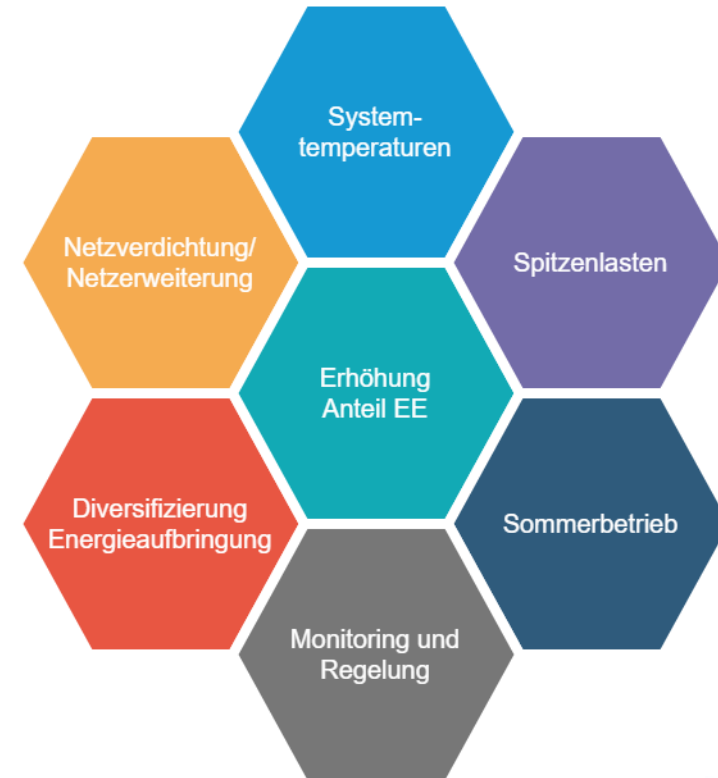 System-
temperaturen
Netzverdichtung/
Netzerweiterung
Spitzenlasten
Erhöhung
Anteil EE
Diversifizierung
Energieaufbringung
Sommerbetrieb
Monitoring und
Regelung